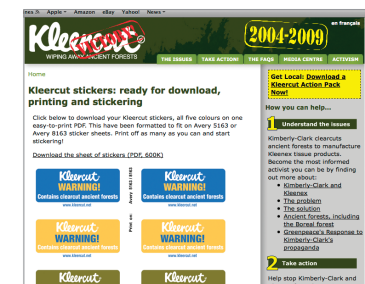 Apple Amazon eBay Yahoo! News
en français
Kleercut
VICTORY
(2004-2009)
WIPING AWAY ANCIENT FORESTS
THE ISSUES TAKE ACTION! THE FAQS MEDIA CENTRE ACTIVISM
Home
Kleercut stickers: ready for download,
printing and stickering
Click below to download your Kleercut stickers, all five colours on one
easy-to-print PDF. This have been formatted to fit on Avery 5163 or
Avery 8163 sticker sheets. Print off as many as you can and start
stickering!
Download the sheet of stickers (PDF, 600K)
Kleercut
WARNING!
Contains clearcut ancient forests
www.kleercut.net
Kleercut
WARNING!
Contains clearcut ancient forests
www.kleercut.net
Kleercut
WARNING!
Contains clearcut ancient forests
www.kleercut.net
Kleercut
WARNING!
Contains clearcut ancient forests
www.kleercut.net
Kleercut
Kleercut
Print on: Avery 5163/8163
Get Local: Download a
Kleercut Action Pack
Now!
How you can help...
1 Understand the issues
Kimberly-Clark clearcuts
ancient forests to manufacture
Kleenex tissue products.
Become the most informed
activist you can be by finding
out more about:
Kimberly-Clark and
Kleenex
The problem
The solution
Ancient forests, including
the Boreal forest
Greenpeace's Response to
Kimberly-Clark's
propaganda
2 Take action
Help stop Kimberly-Clark and